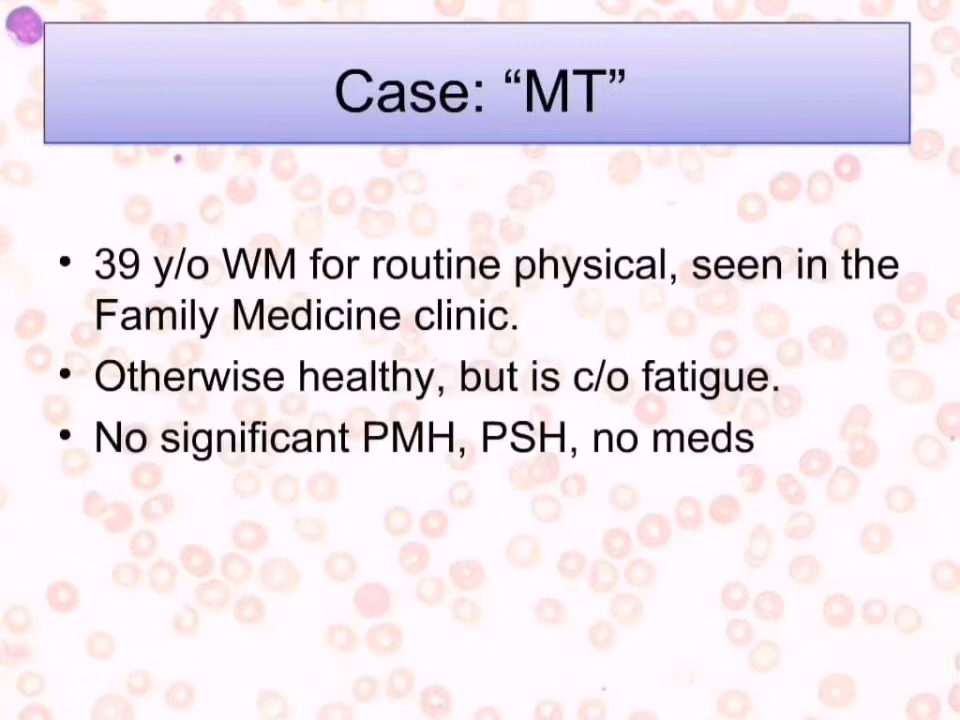 Case: “MT”
• 39 y/o WM for routine physical, seen in the
Family Medicine clinic.
• Otherwise healthy, but is c/o fatigue.
• No significant PMH, PSH, no meds